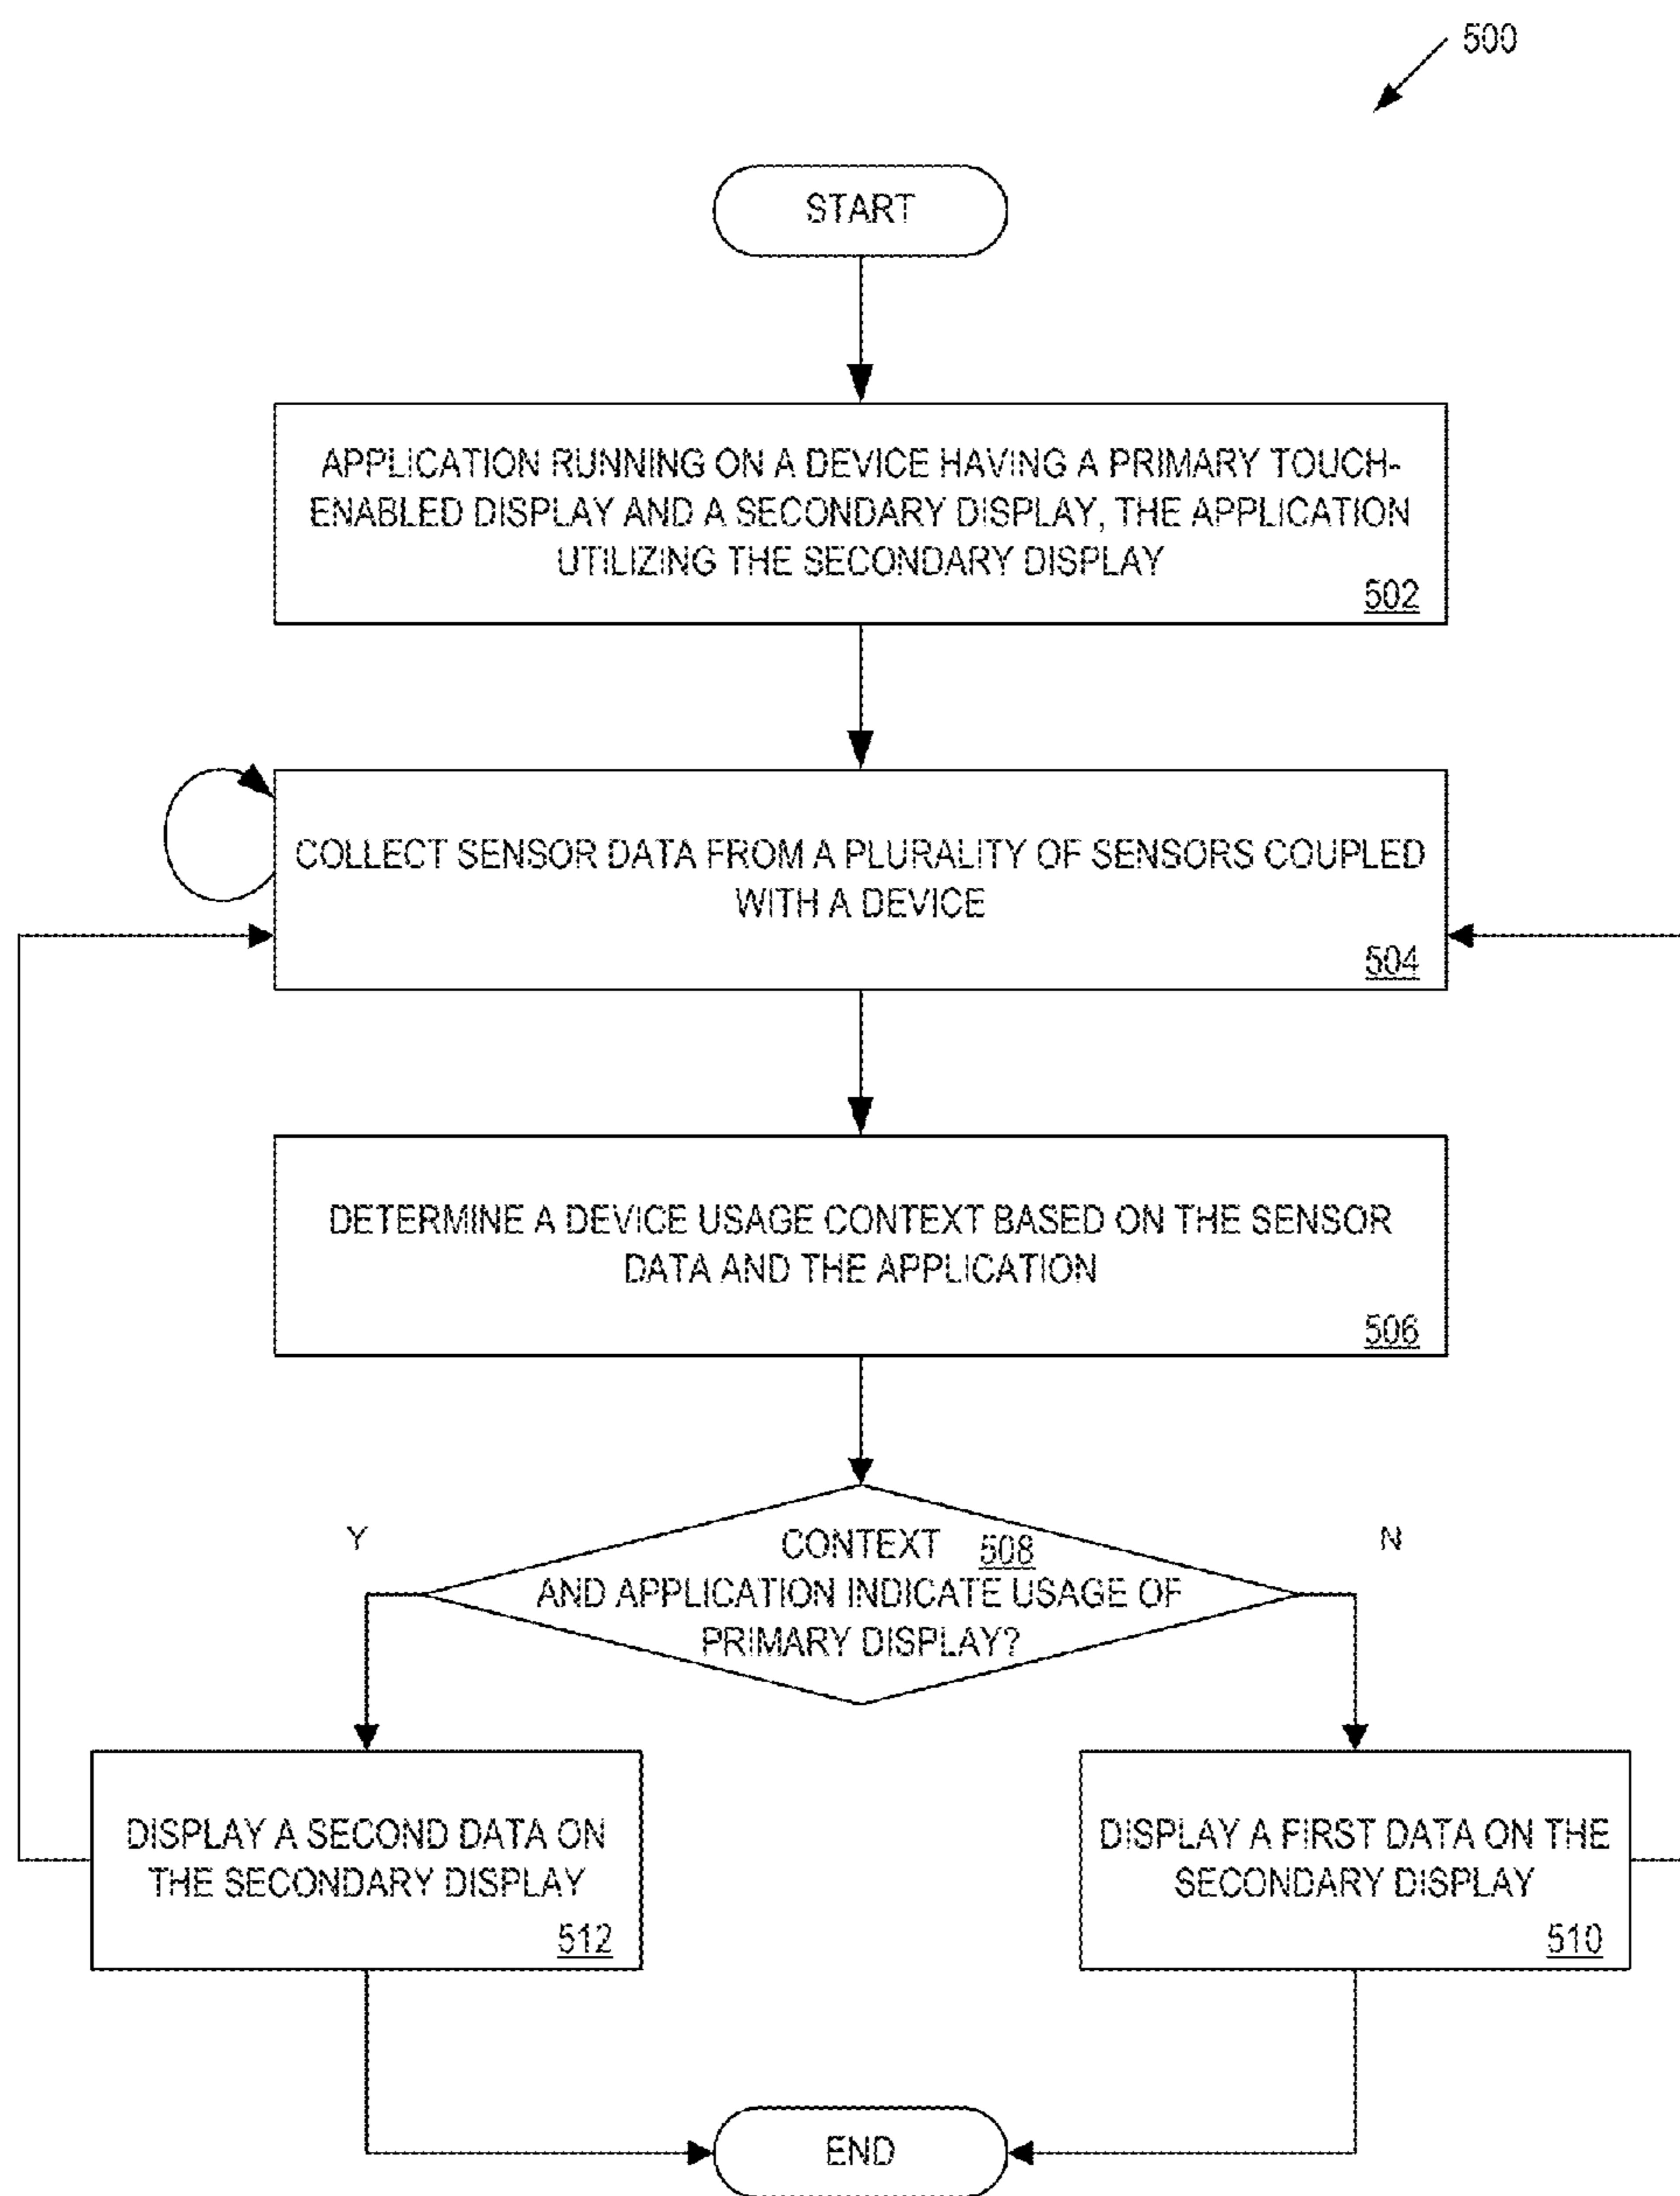 500
START
APPLICATION RUNNING ON A DEVICE HAVING A PRIMARY TOUCH-
ENABLED DISPLAY AND A SECONDARY DISPLAY, THE APPLICATION
UTILIZING THE SECONDARY DISPLAY
502
COLLECT SENSOR DATA FROM A PLURALITY OF SENSORS COUPLED
WITH A DEVICE
504
DETERMINE A DEVICE USAGE CONTEXT BASED ON THE SENSOR
DATA AND THE APPLICATION
506
Y
N
CONTEXT 508
AND APPLICATION INDICATE USAGE OF
PRIMARY DISPLAY?
DISPLAY A SECOND DATA ON
THE SECONDARY DISPLAY
512
DISPLAY A FIRST DATA ON THE
SECONDARY DISPLAY
510
END